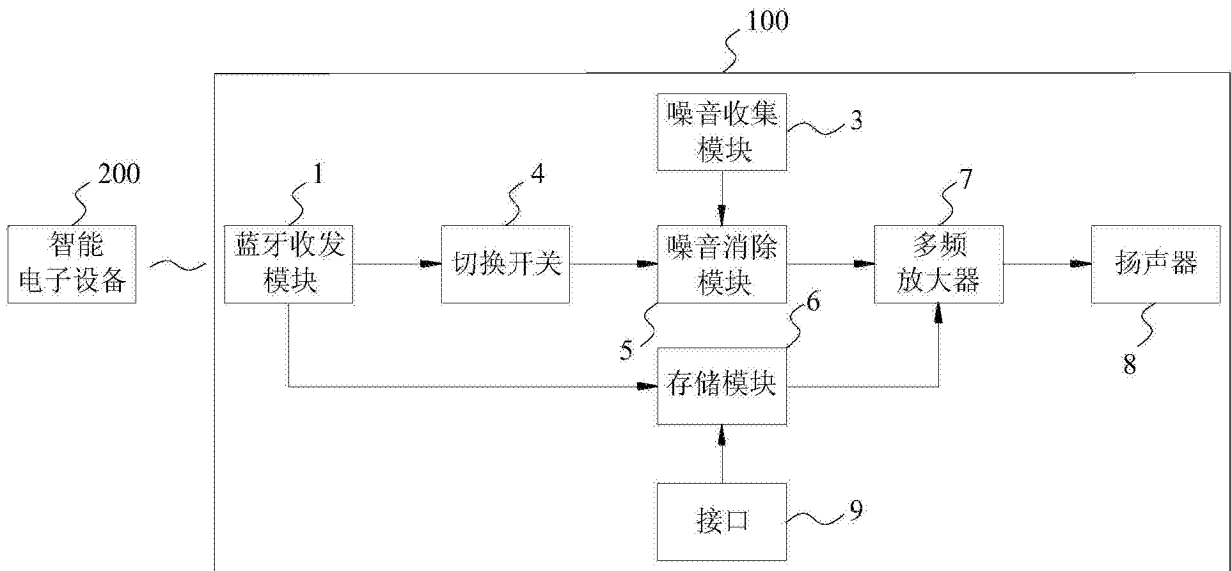 100
噪音收集
模块
3
200
1
4
7
智能
电子设备
蓝牙收发
模块
切换开关
噪音消除
模块
多频
放大器
扬声器
5
6
8
存储模块
接口
9